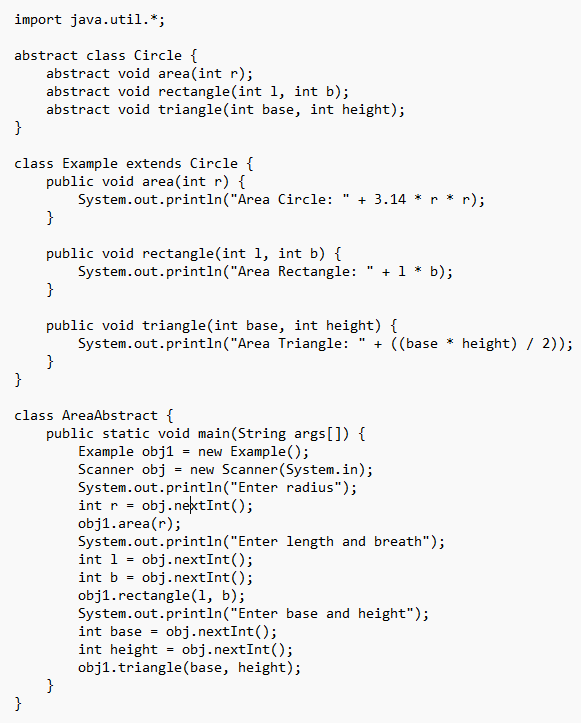 import java.util.*;

abstract class Circle {
    abstract void area(int r);
    abstract void rectangle(int l, int b);
    abstract void triangle(int base, int height);
}

class Example extends Circle {
    public void area(int r) {
        System.out.println("Area Circle: " + 3.14 * r * r);
    }

    public void rectangle(int l, int b) {
        System.out.println("Area Rectangle: " + l * b);
    }

    public void triangle(int base, int height) {
        System.out.println("Area Triangle: " + ((base * height) / 2));
    }
}

class AreaAbstract {
    public static void main(String args[]) {
        Example obj1 = new Example();
        Scanner obj = new Scanner(System.in);
        System.out.println("Enter radius");
        int r = obj.nextInt();
        obj1.area(r);
        System.out.println("Enter length and breath");
        int l = obj.nextInt();
        int b = obj.nextInt();
        obj1.rectangle(l, b);
        System.out.println("Enter base and height");
        int base = obj.nextInt();
        int height = obj.nextInt();
        obj1.triangle(base, height);
    }
}